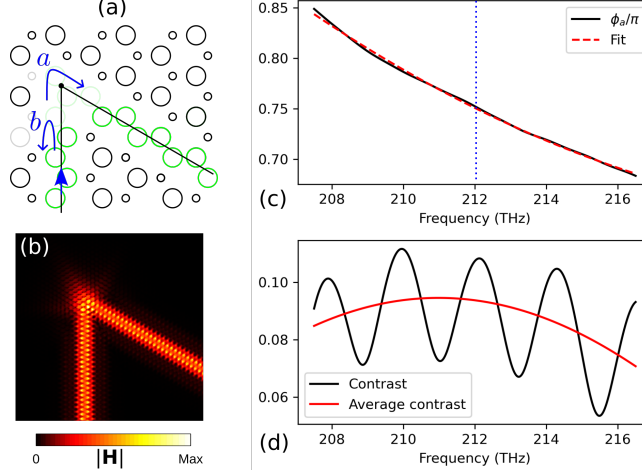 (a)
a
b
(b)
0
|H|
Max
0.85
0.80
0.75
0.70
ϕₐ/π
Fit
(c)
208
210
212
214
216
Frequency (THz)
0.10
0.08
0.06
Contrast
Average contrast
(d)
208
210
212
214
216
Frequency (THz)